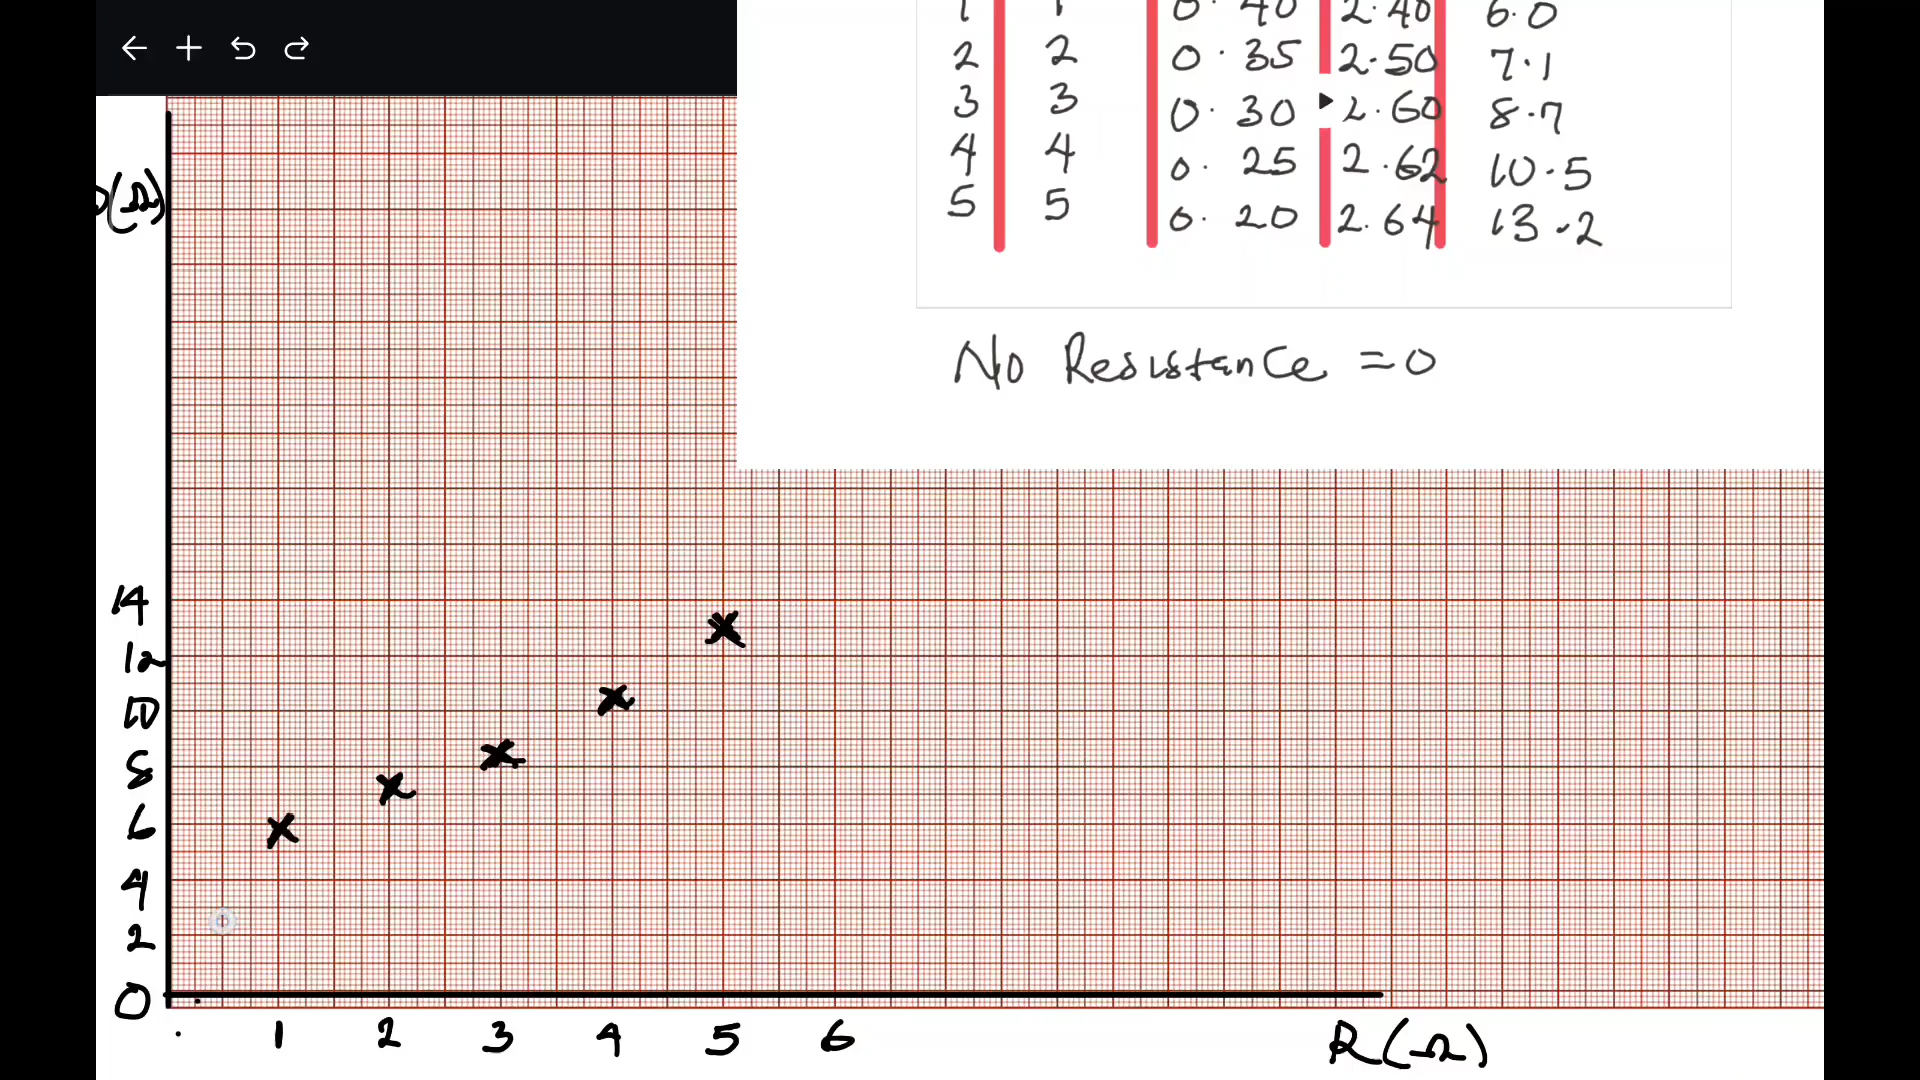 1 1 0.40 2.40 6.0
2 2 0.35 2.50 7.1
3 3 0.30 2.60 8.7
4 4 0.25 2.62 10.5
5 5 0.20 2.64 13.2
No Resistance = 0
(Ω)
14
12
10
8
6
4
2
0
1 2 3 4 5 6 R(Ω)